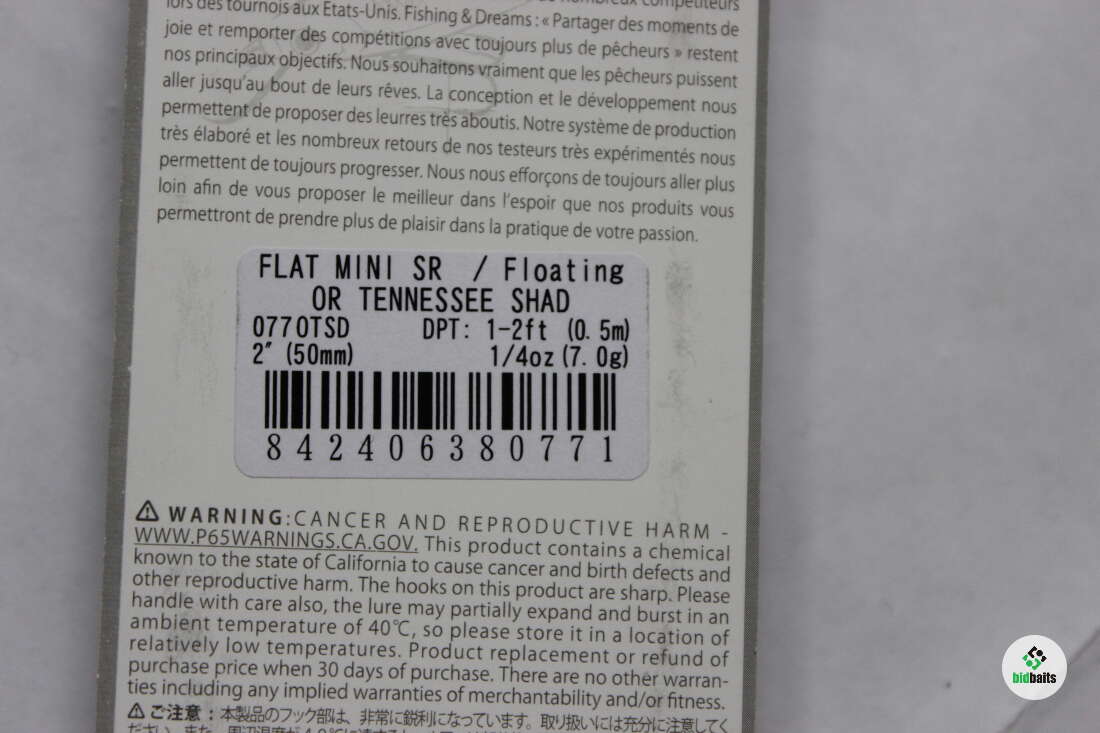 nombreux compétiteurs
lors des tournois aux Etats-Unis. Fishing & Dreams : « Partager des moments de
joie et remporter des compétitions avec toujours plus de pêcheurs » restent
nos principaux objectifs. Nous souhaitons vraiment que les pêcheurs puissent
aller jusqu'au bout de leurs rêves. La conception et le développement nous
permettent de proposer des leurres très aboutis. Notre système de production
très élaboré et les nombreux retours de nos testeurs très expérimentés nous
permettent de toujours progresser. Nous nous efforçons de toujours aller plus
loin afin de vous proposer le meilleur dans l'espoir que nos produits vous
permettront de prendre plus de plaisir dans la pratique de votre passion.
FLAT MINI SR / Floating
OR TENNESSEE SHAD
0770TSD DPT: 1-2ft (0.5m)
2" (50mm) 1/4oz (7.0g)
842406380771
⚠ WARNING:CANCER AND REPRODUCTIVE HARM -
WWW.P65WARNINGS.CA.GOV. This product contains a chemical
known to the state of California to cause cancer and birth defects and
other reproductive harm. The hooks on this product are sharp. Please
handle with care also, the lure may partially expand and burst in an
ambient temperature of 40℃, so please store it in a location of
relatively low temperatures. Product replacement or refund of
purchase price when 30 days of purchase. There are no other warran-
ties including any implied warranties of merchantability and/or fitness.
⚠ ご注意：本製品のフック部は、非常に鋭利になっています。取り扱いには充分に注意してく
bidbaits